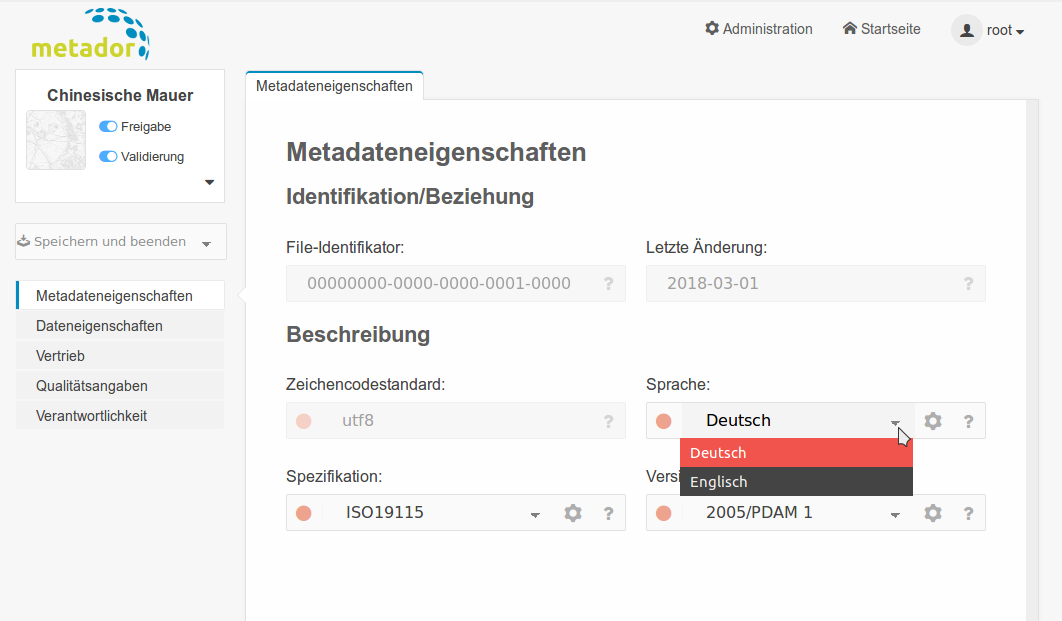 metador
Administration
Startseite
root
Chinesische Mauer
Freigabe
Validierung
Speichern und beenden
Metadateneigenschaften
Dateneigenschaften
Vertrieb
Qualitätsangaben
Verantwortlichkeit
Metadateneigenschaften
Metadateneigenschaften
Identifikation/Beziehung
File-Identifikator: Letzte Änderung:
00000000-0000-0000-0001-0000 ? 2018-03-01 ?
Beschreibung
Zeichencodestandard: Sprache:
utf8 ? Deutsch ?
Deutsch
Englisch
Spezifikation: Versi
ISO19115 ? 2005/PDAM 1 ?